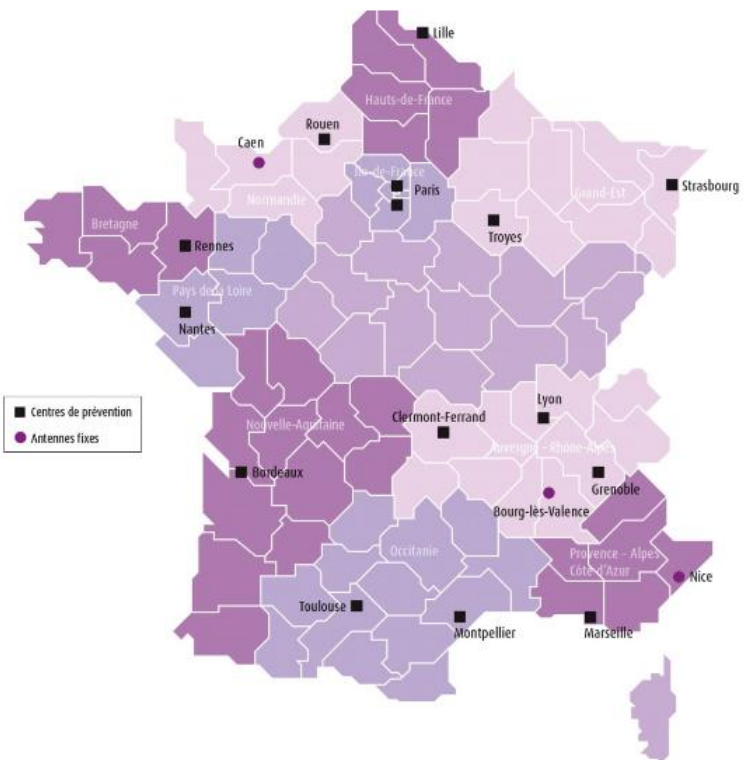 Lille
Hauts-de-France
Rouen
Caen
Île-de-France
Paris
Strasbourg
Normandie
Grand-Est
Bretagne
Troyes
Rennes
Pays de la Loire
Nantes
Centres de prévention
Antennes fixes
Lyon
Clermont-Ferrand
Nouvelle-Aquitaine
Auvergn - Rhône-Alpes
Bordeaux
Grenoble
Bourg-lès-Valence
Occitanie
Provence - Alpes
Côte d'Azur
Nice
Toulouse
Montpellier
Marseille